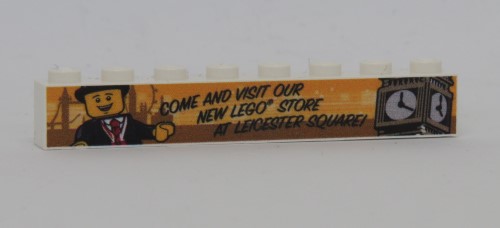 COME AND VISIT OUR
NEW LEGO® STORE
AT LEICESTER SQUARE!